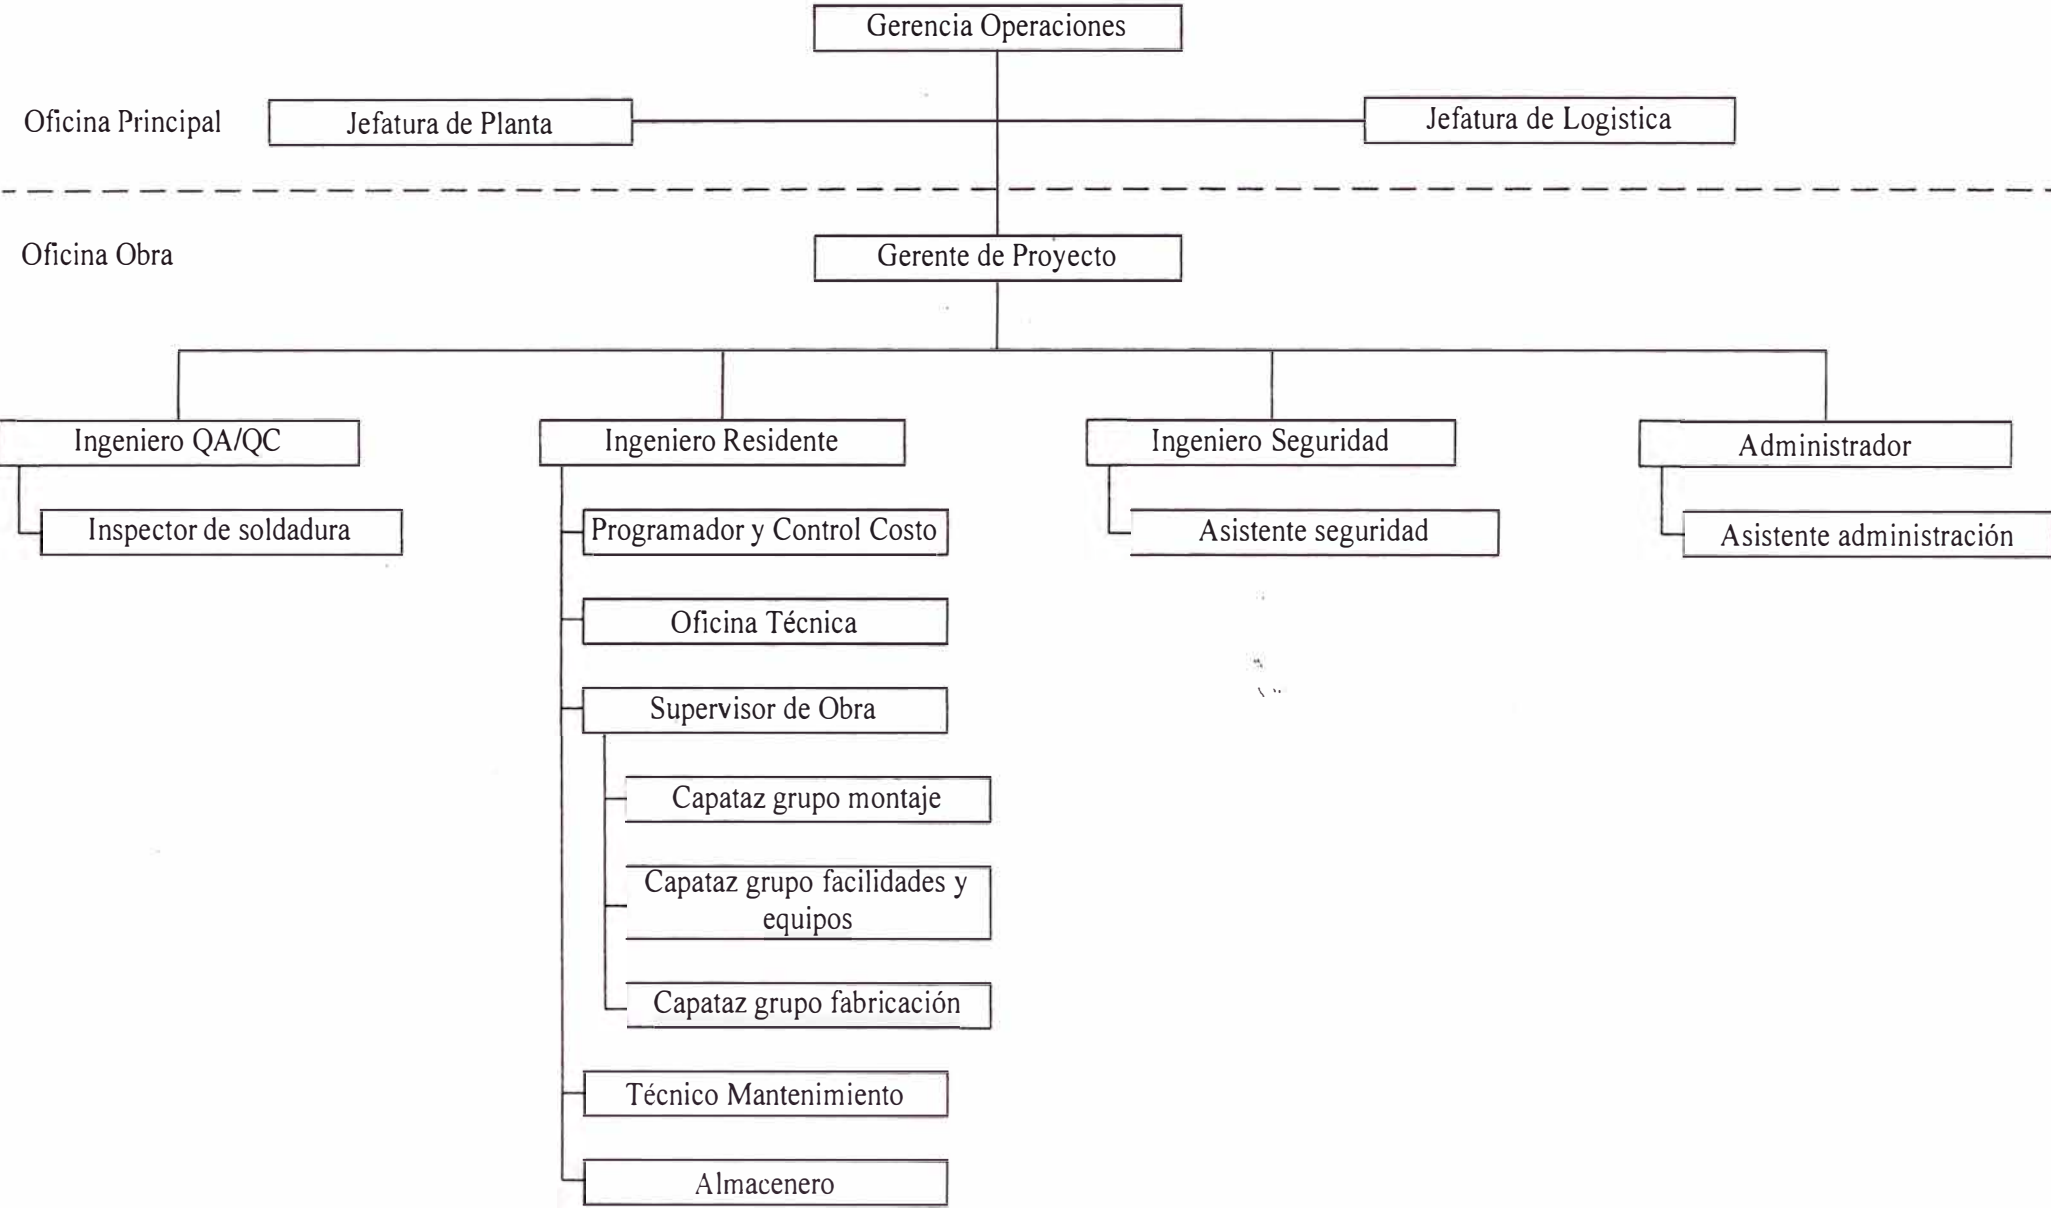 Gerencia Operaciones
Oficina Principal
Jefatura de Planta
Jefatura de Logistica
Oficina Obra
Gerente de Proyecto
Ingeniero QA/QC
Ingeniero Residente
Ingeniero Seguridad
Administrador
Inspector de soldadura
Programador y Control Costo
Asistente seguridad
Asistente administración
Oficina Técnica
Supervisor de Obra
Capataz grupo montaje
Capataz grupo facilidades y
equipos
Capataz grupo fabricación
Técnico Mantenimiento
Almacenero